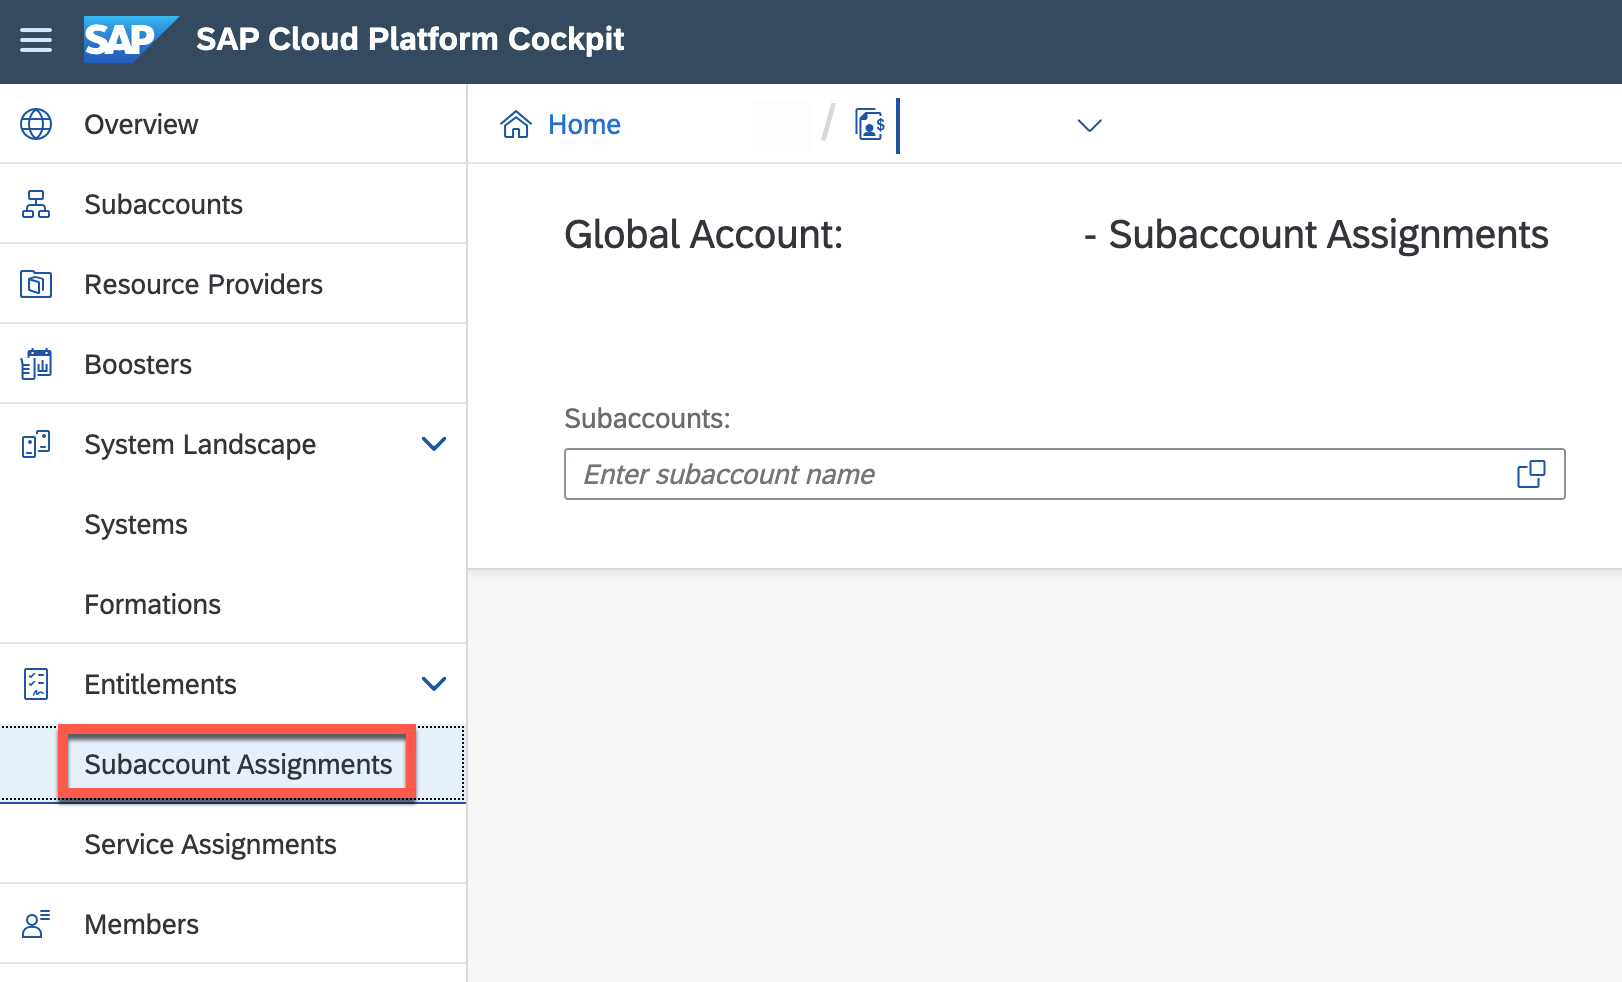 SAP SAP Cloud Platform Cockpit
Overview
Subaccounts
Resource Providers
Boosters
System Landscape
Systems
Formations
Entitlements
Subaccount Assignments
Service Assignments
Members
Home /
Global Account: - Subaccount Assignments
Subaccounts:
Enter subaccount name